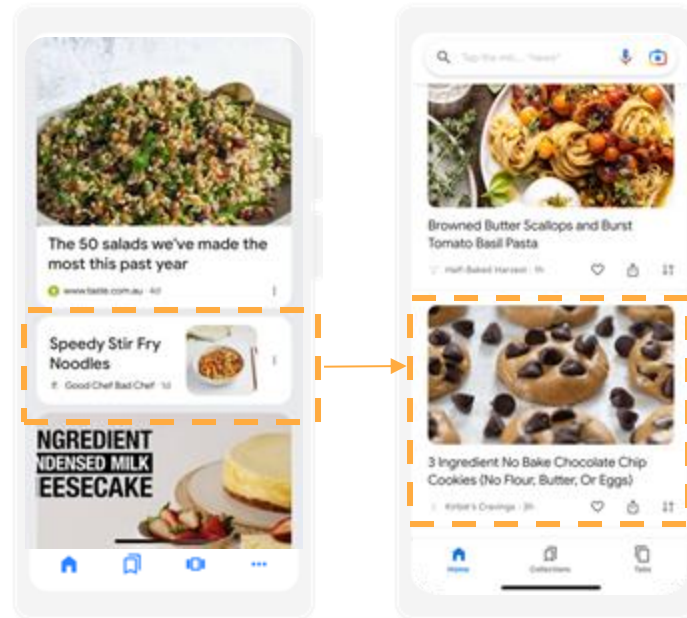 The 50 salads we've made the
most this past year
www.taste.com.au · 4d
Speedy Stir Fry
Noodles
Good Chef Bad Chef · 1d
NGREDIENT
NDENSED MILK
EESECAKE
Browned Butter Scallops and Burst
Tomato Basil Pasta
Half-Baked Harvest · 1h
3 Ingredient No Bake Chocolate Chip
Cookies (No Flour, Butter, Or Eggs)
Kirbie's Cravings · 3h
Home
Collections
Tabs